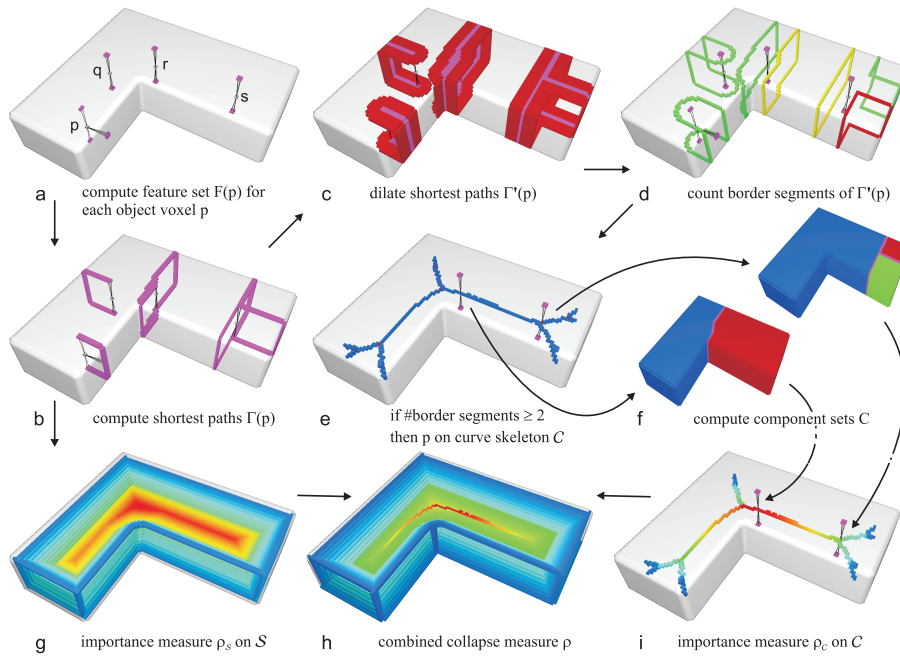 q
r
s
p
a
compute feature set F(p) for
each object voxel p
c
dilate shortest paths Γ'(p)
d
count border segments of Γ'(p)
b
compute shortest paths Γ(p)
e
if #border segments ≥ 2
then p on curve skeleton C
f
compute component sets C
g
importance measure ρs on S
h
combined collapse measure ρ
i
importance measure ρc on C